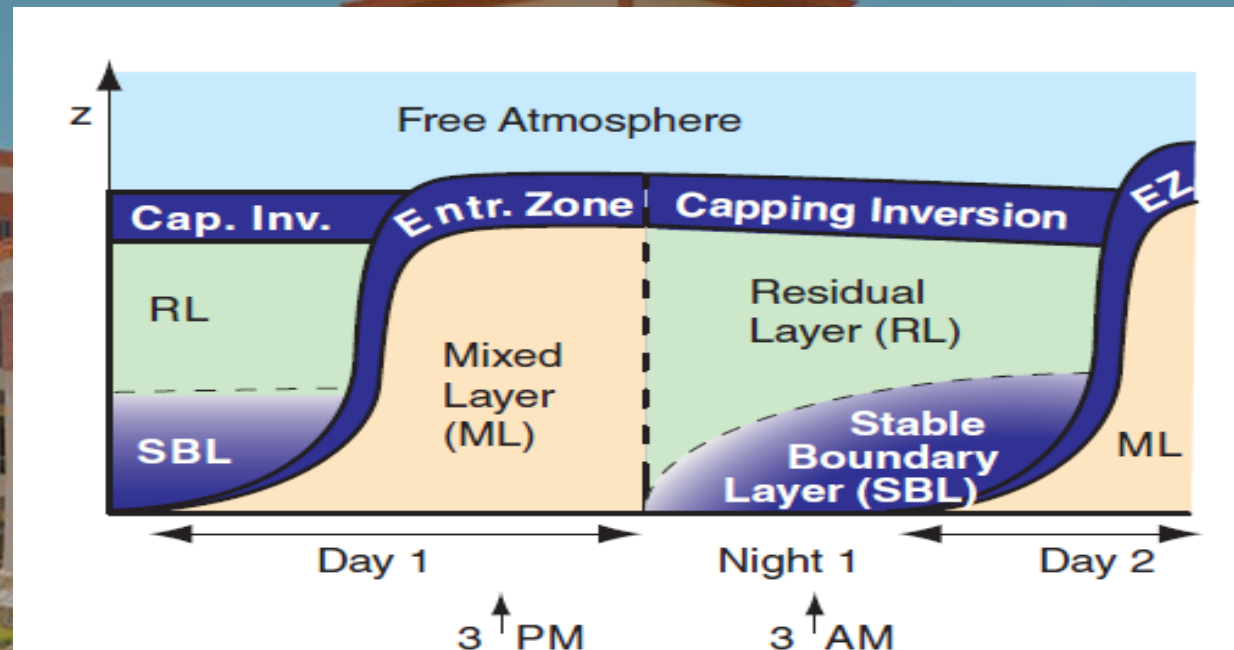 z
Free Atmosphere
Cap. Inv.
Entr. Zone
Capping Inversion
EZ
RL
Mixed
Layer
(ML)
Residual
Layer (RL)
SBL
Stable
Boundary
Layer (SBL)
ML
Day 1
Night 1
Day 2
3 PM
3 AM